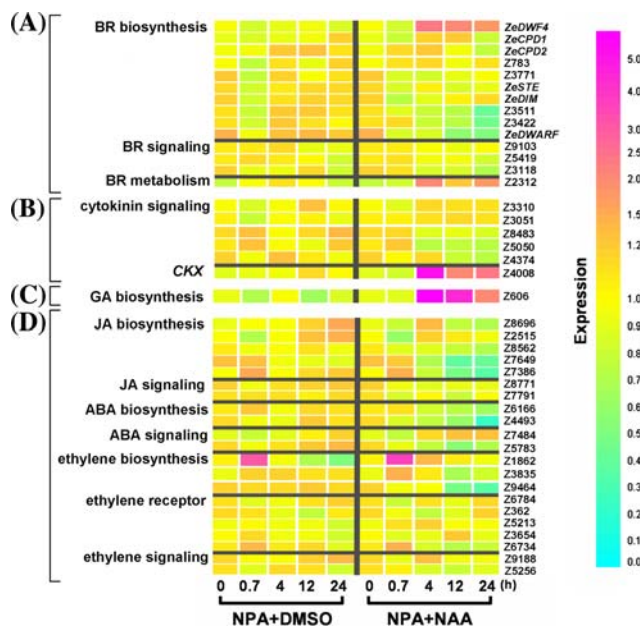 (A)
BR biosynthesis
ZeDWF4
ZeCPD1
ZeCPD2
Z783
Z3771
ZeSTE
ZeDIM
Z3511
Z3422
ZeDWARF
BR signaling
Z9103
Z5419
Z3118
BR metabolism
Z2312
(B)
cytokinin signaling
Z3310
Z3051
Z8483
Z5050
Z4374
CKX
Z4008
(C)
GA biosynthesis
Z606
(D)
JA biosynthesis
Z8696
Z2515
Z8562
Z7649
Z7386
JA signaling
Z8771
Z7791
ABA biosynthesis
Z6166
Z4493
ABA signaling
Z7484
Z5783
ethylene biosynthesis
Z1862
Z3835
Z9464
ethylene receptor
Z6784
Z362
Z5213
Z3654
Z6734
ethylene signaling
Z9188
Z5256
0 0.7 4 12 24 0 0.7 4 12 24 (h)
NPA+DMSO NPA+NAA
Expression
5.0
4.0
3.0
2.5
2.0
1.5
1.2
1.0
0.9
0.8
0.7
0.6
0.5
0.4
0.3
0.2
0.1
0.0